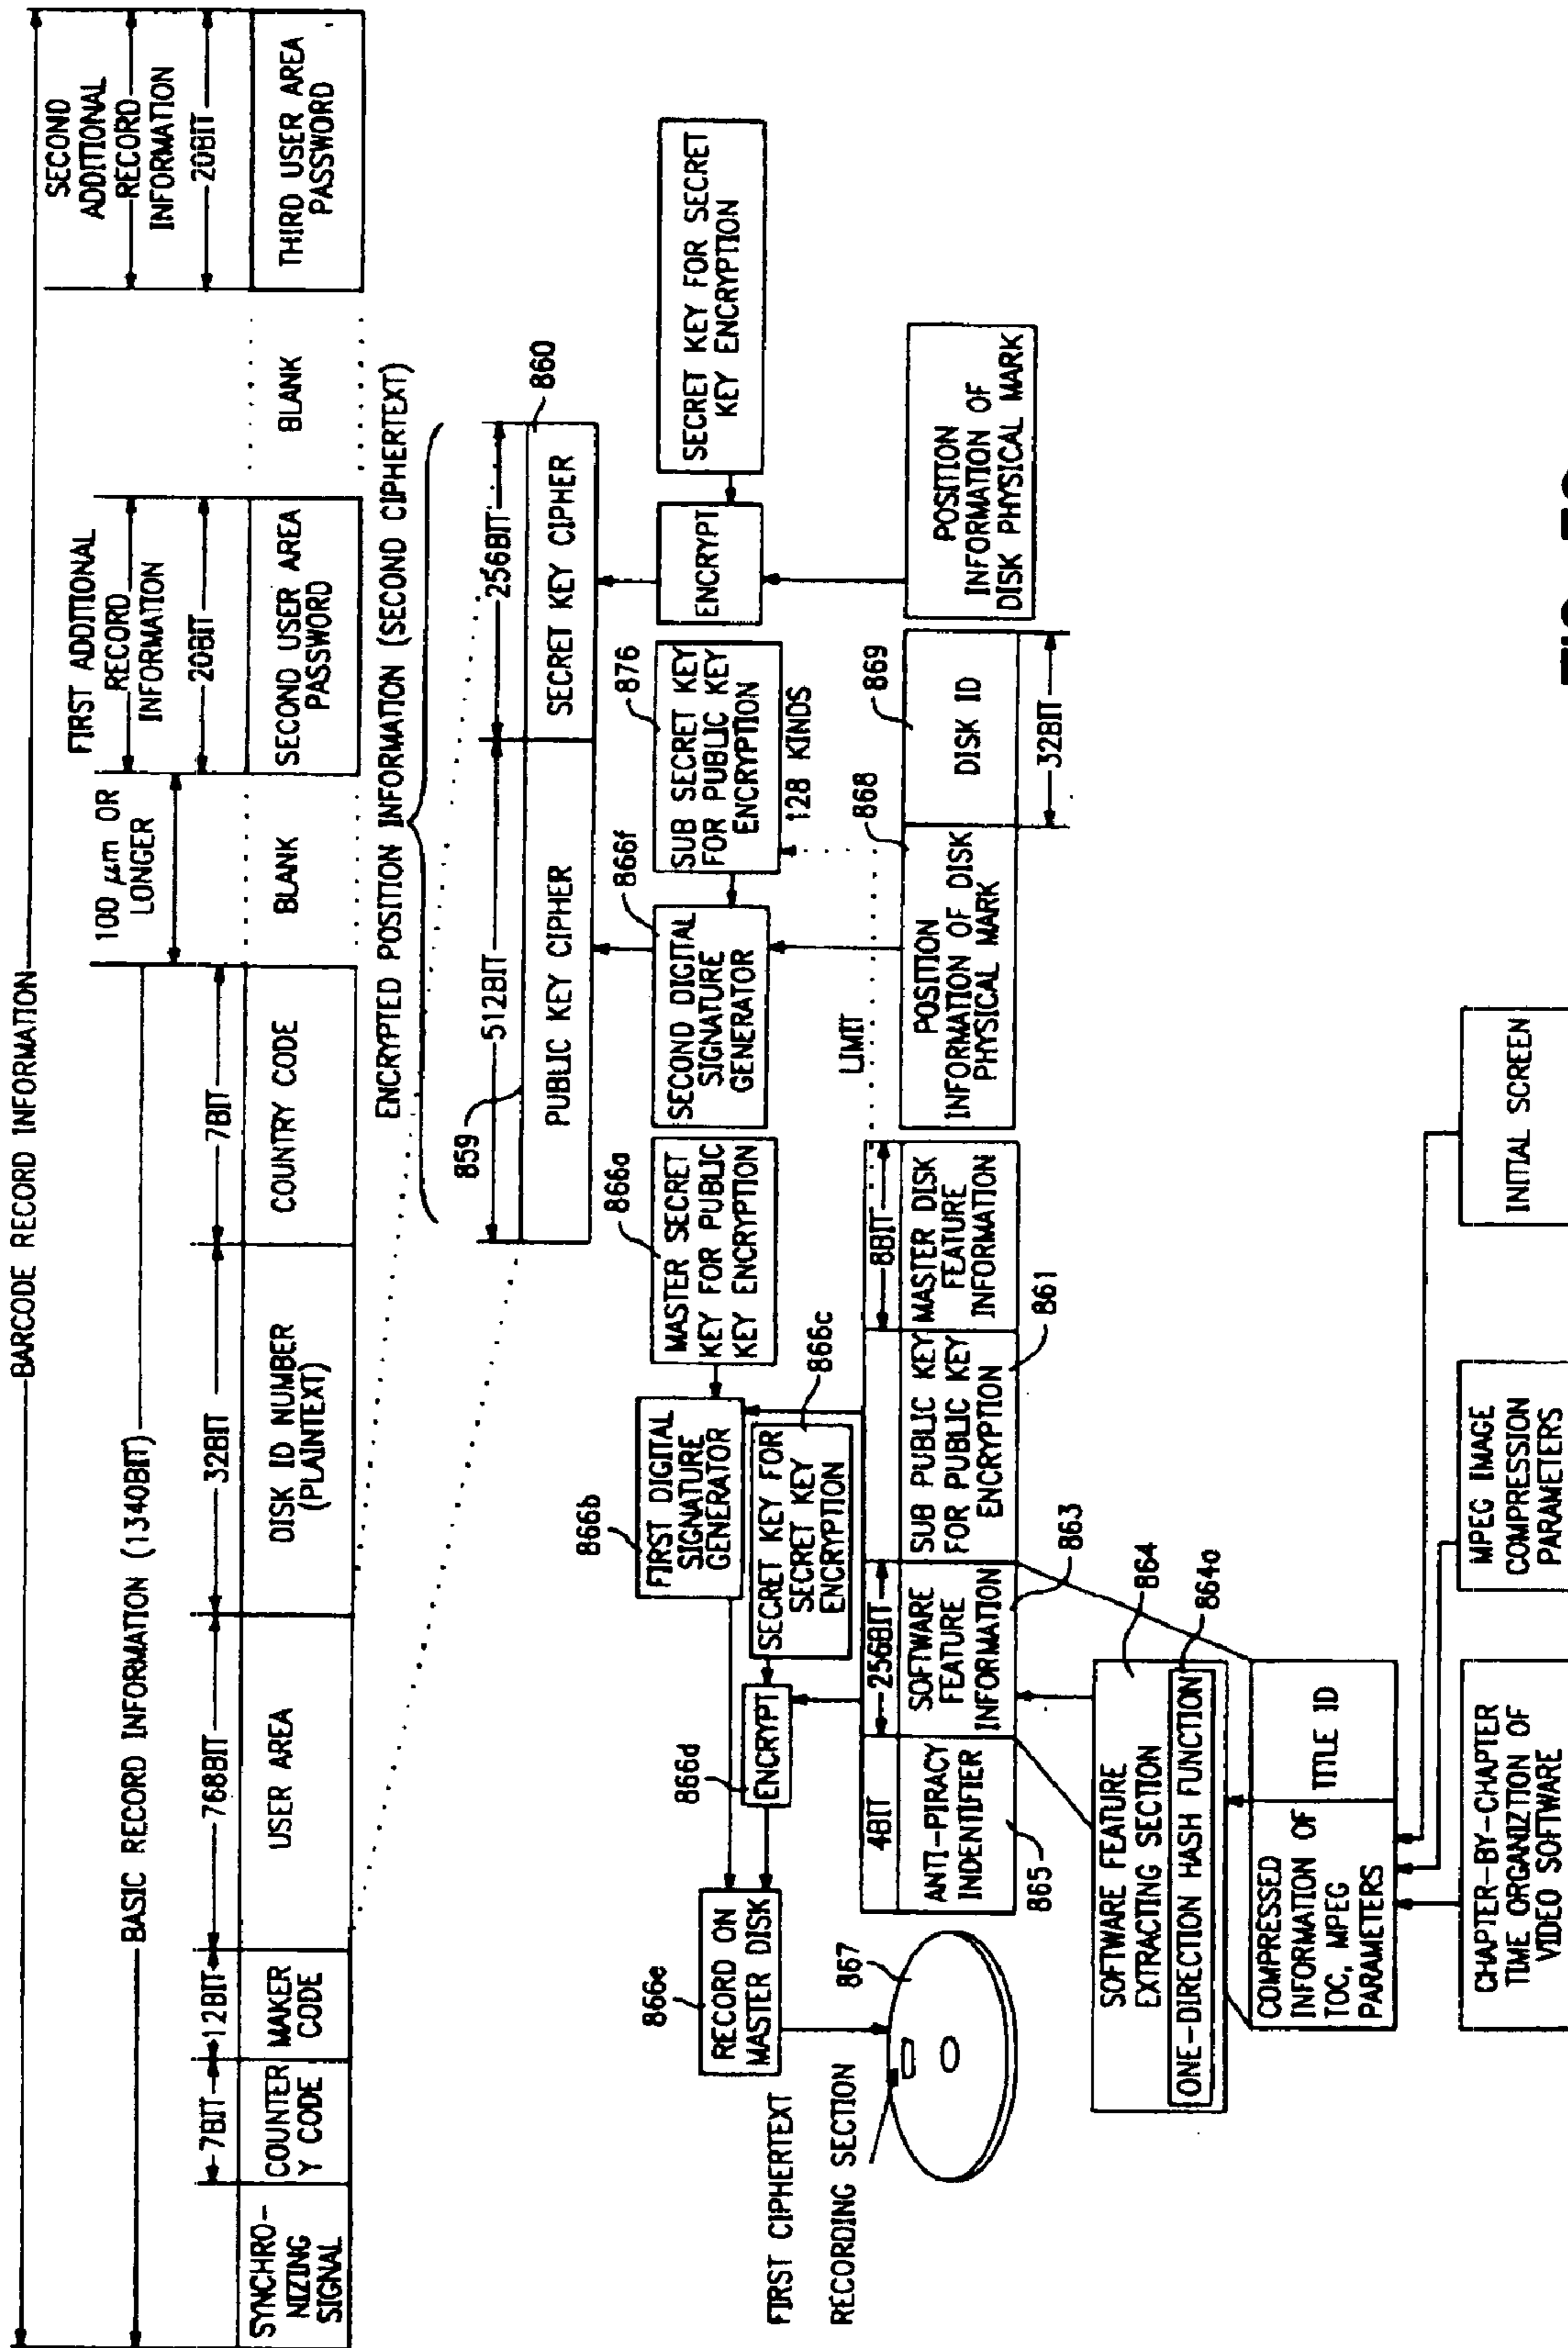 BARCODE RECORD INFORMATION
BASIC RECORD INFORMATION (1340BIT)
100 μm OR
LONGER
FIRST ADDITIONAL
RECORD
INFORMATION
SECOND
ADDITIONAL
RECORD
INFORMATION
7BIT
12BIT
768BIT
32BIT
7BIT
20BIT
20BIT
SYNCHRO-
NIZING
SIGNAL
COUNTER
Y CODE
MAKER
CODE
USER AREA
DISK ID NUMBER
(PLAINTEXT)
COUNTRY CODE
BLANK
SECOND USER AREA
PASSWORD
BLANK
THIRD USER AREA
PASSWORD
ENCRYPTED POSITION INFORMATION (SECOND CIPHERTEXT)
859
512BIT
256BIT
860
PUBLIC KEY CIPHER
SECRET KEY CIPHER
866e
RECORD ON
MASTER DISK
866d
ENCRYPT
866b
FIRST DIGITAL
SIGNATURE
GENERATOR
866a
MASTER SECRET
KEY FOR PUBLIC
KEY ENCRYPTION
866c
SECRET KEY FOR
SECRET KEY
ENCRYPTION
866f
SECOND DIGITAL
SIGNATURE
GENERATOR
876
SUB SECRET KEY
FOR PUBLIC KEY
ENCRYPTION
128 KINDS
ENCRYPT
SECRET KEY FOR SECRET
KEY ENCRYPTION
FIRST CIPHERTEXT
RECORDING SECTION
867
4BIT
256BIT
8BIT
LIMIT
ANTI-PIRACY
INDENTIFIER
865
SOFTWARE
FEATURE
INFORMATION
863
SUB PUBLIC KEY
FOR PUBLIC KEY
ENCRYPTION
861
MASTER DISK
FEATURE
INFORMATION
868
POSITION
INFORMATION OF DISK
PHYSICAL MARK
869
DISK ID
32BIT
POSITION
INFORMATION OF
DISK PHYSICAL MARK
SOFTWARE FEATURE
EXTRACTING SECTION
864
ONE-DIRECTION HASH FUNCTION
864a
COMPRESSED
INFORMATION OF
TOC, MPEG
PARAMETERS
TITLE ID
CHAPTER-BY-CHAPTER
TIME ORGANIZTION OF
VIDEO SOFTWARE
MPEG IMAGE
COMPRESSION
PARAMETERS
INITIAL SCREEN